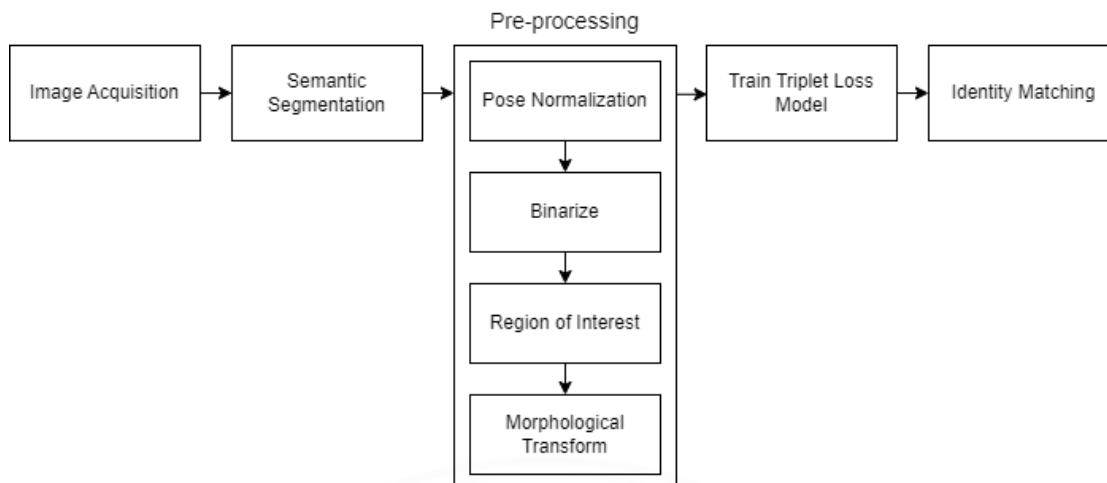 Pre-processing
Image Acquisition
Semantic
Segmentation
Pose Normalization
Binarize
Region of Interest
Morphological
Transform
Train Triplet Loss
Model
Identity Matching